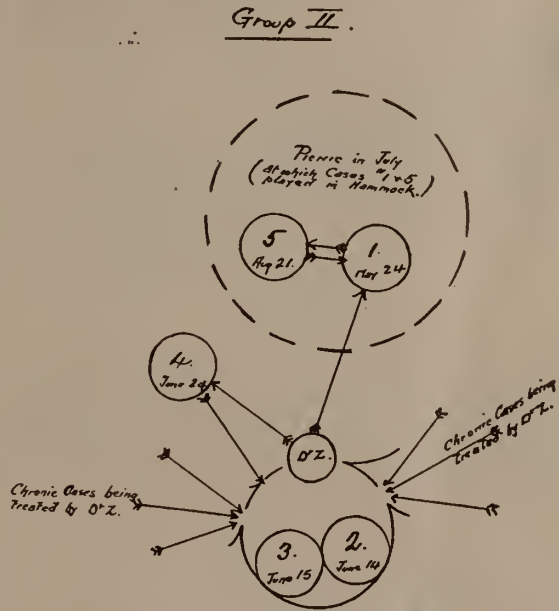 Group II.
Picnic in July
(At which Cases #1 & 5
played in Hammock.)
5
Aug 21.
1.
May 24
4.
June 24
Dr Z.
Chronic Cases being
treated by Dr Z.
Chronic Cases being
treated by Dr Z.
3.
June 15
2.
June 14